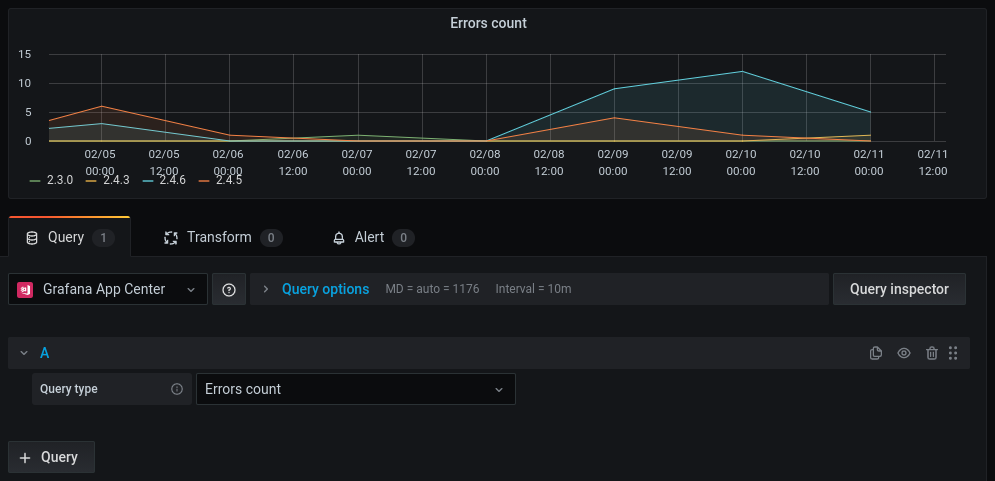 Errors count
15
10
5
0
02/05 02/05 02/06 02/06 02/07 02/07 02/08 02/08 02/09 02/09 02/10 02/10 02/11 02/11
00:00 12:00 00:00 12:00 00:00 12:00 00:00 12:00 00:00 12:00 00:00 12:00 00:00 12:00
2.3.0 2.4.3 2.4.6 2.4.5
Query 1 Transform 0 Alert 0
Grafana App Center Query options MD = auto = 1176 Interval = 10m Query inspector
A
Query type Errors count
+ Query